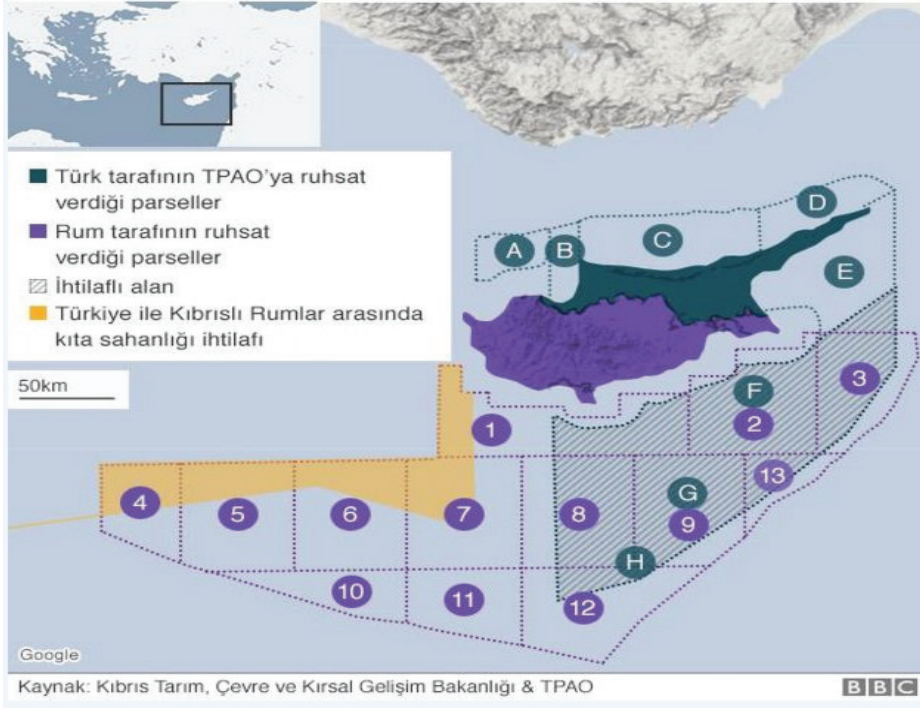 Türk tarafının TPAO'ya ruhsat
verdiği parseller
Rum tarafının ruhsat
verdiği parseller
İhtilaflı alan
Türkiye ile Kıbrıslı Rumlar arasında
kıta sahanlığı ihtilafı
50km
A
B
C
D
E
F
G
H
1
2
3
4
5
6
7
8
9
13
10
11
12
Google
Kaynak: Kıbrıs Tarım, Çevre ve Kırsal Gelişim Bakanlığı & TPAO
BBC